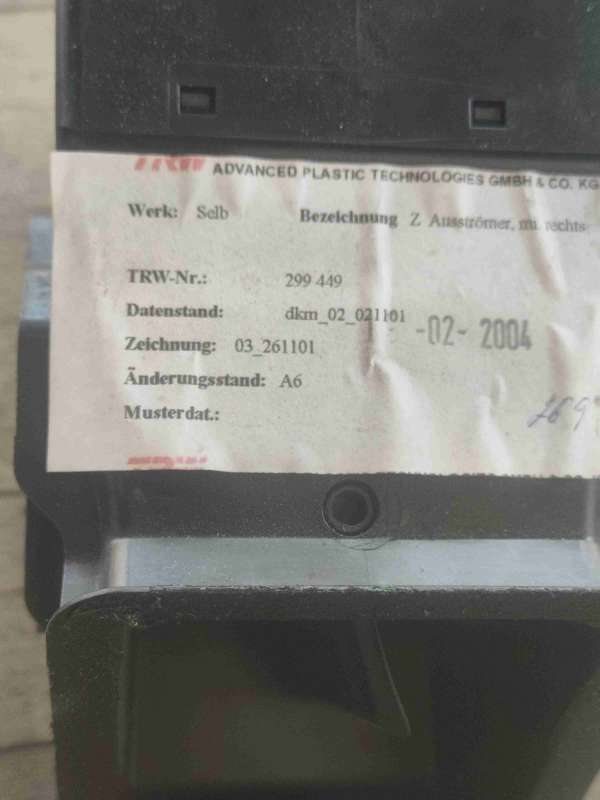 TRW ADVANCED PLASTIC TECHNOLOGIES GMBH & CO. KG
Werk: Selb Bezeichnung Z. Ausströmer, mi. rechts
TRW-Nr.: 299 449
Datenstand: dkm_02_021101
-02- 2004
Zeichnung: 03_261101
Änderungsstand: A6
Musterdat.: